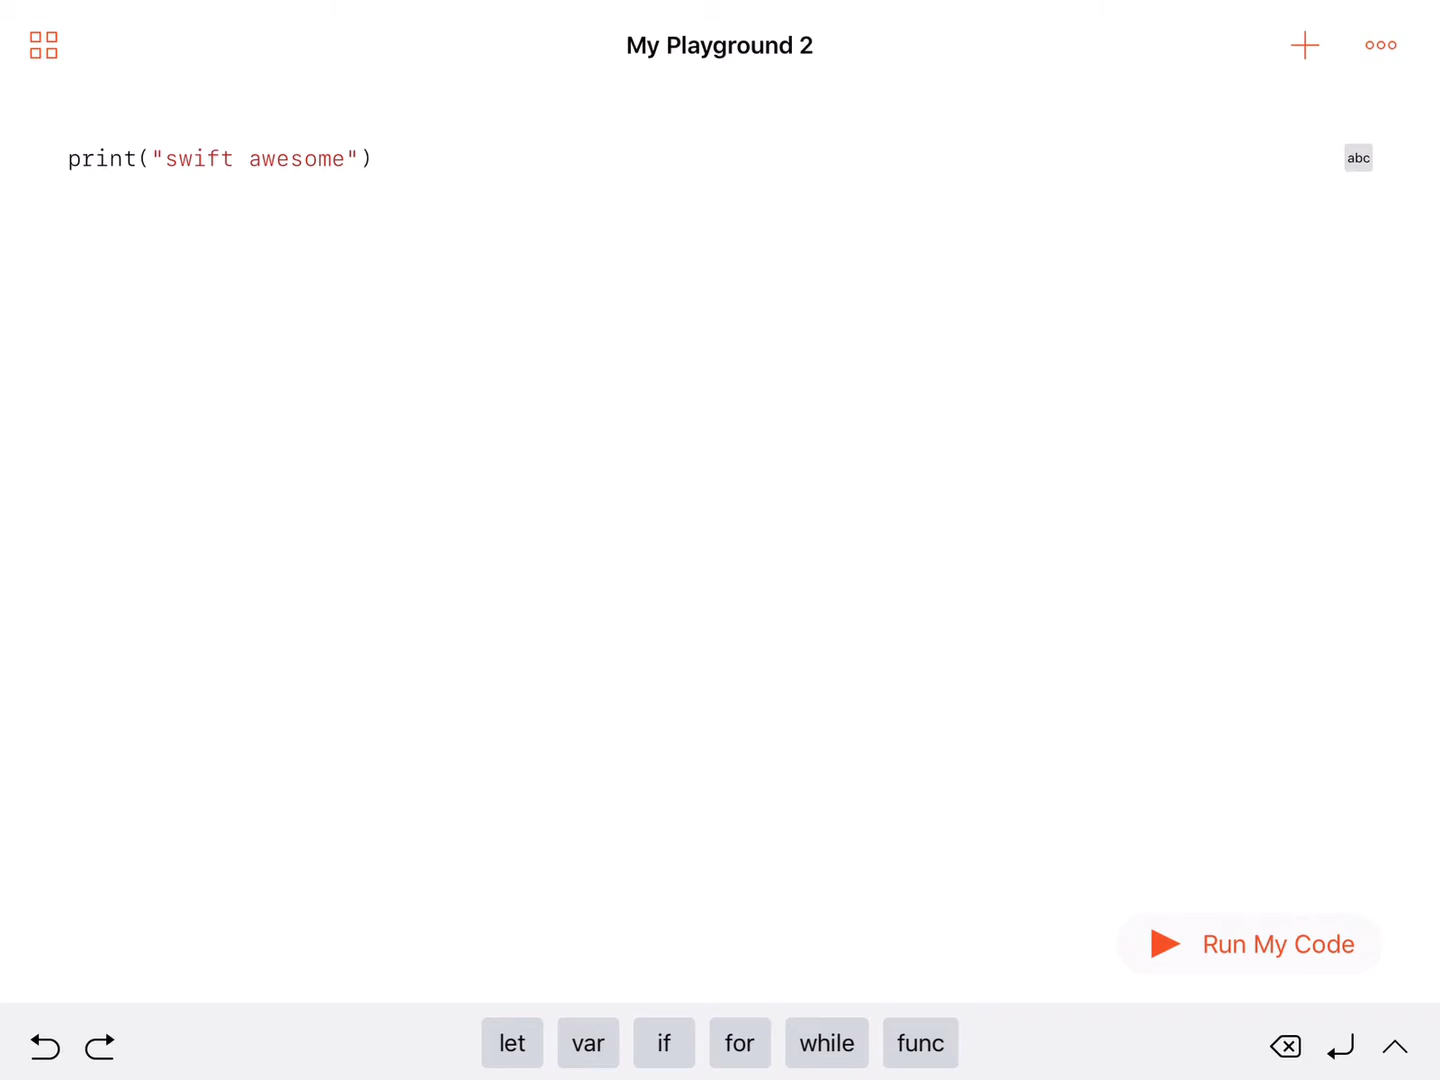 My Playground 2
print("swift awesome")
abc
Run My Code
let var if for while func